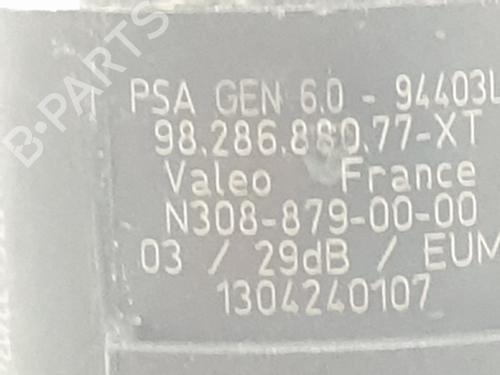 B-PARTS
PSA GEN 6.0 - 94403L
98.286.880.77-XT
Valeo France
N308-879-00-00
03 / 29dB / EUM
1304240107